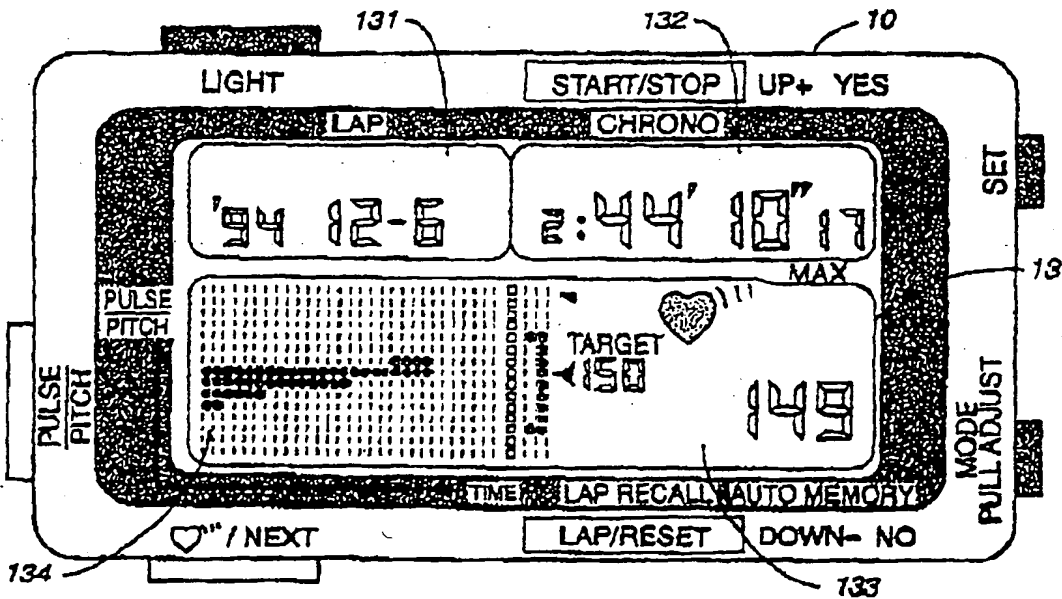 131 132 10
LIGHT START/STOP UP+ YES
LAP CHRONO
SET
'94 12-6 2:44' 10" 17
MAX 13
PULSE
PITCH
TARGET
150
PULSE
PITCH
149
MODE
PULL ADJUST
TIME LAP RECALL AUTO MEMORY
♡ / NEXT LAP/RESET DOWN- NO
134 133